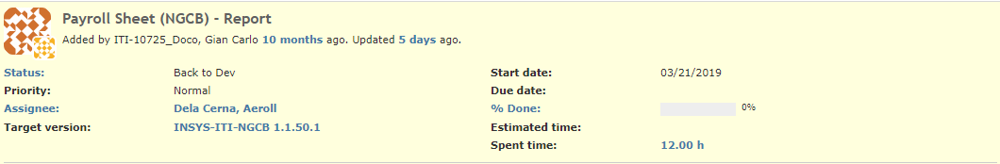 Payroll Sheet (NGCB) - Report
Added by ITI-10725_Doco, Gian Carlo 10 months ago. Updated 5 days ago.
Status: Back to Dev Start date: 03/21/2019
Priority: Normal Due date:
Assignee: Dela Cerna, Aeroll % Done: 0%
Target version: INSYS-ITI-NGCB 1.1.50.1 Estimated time:
Spent time: 12.00 h